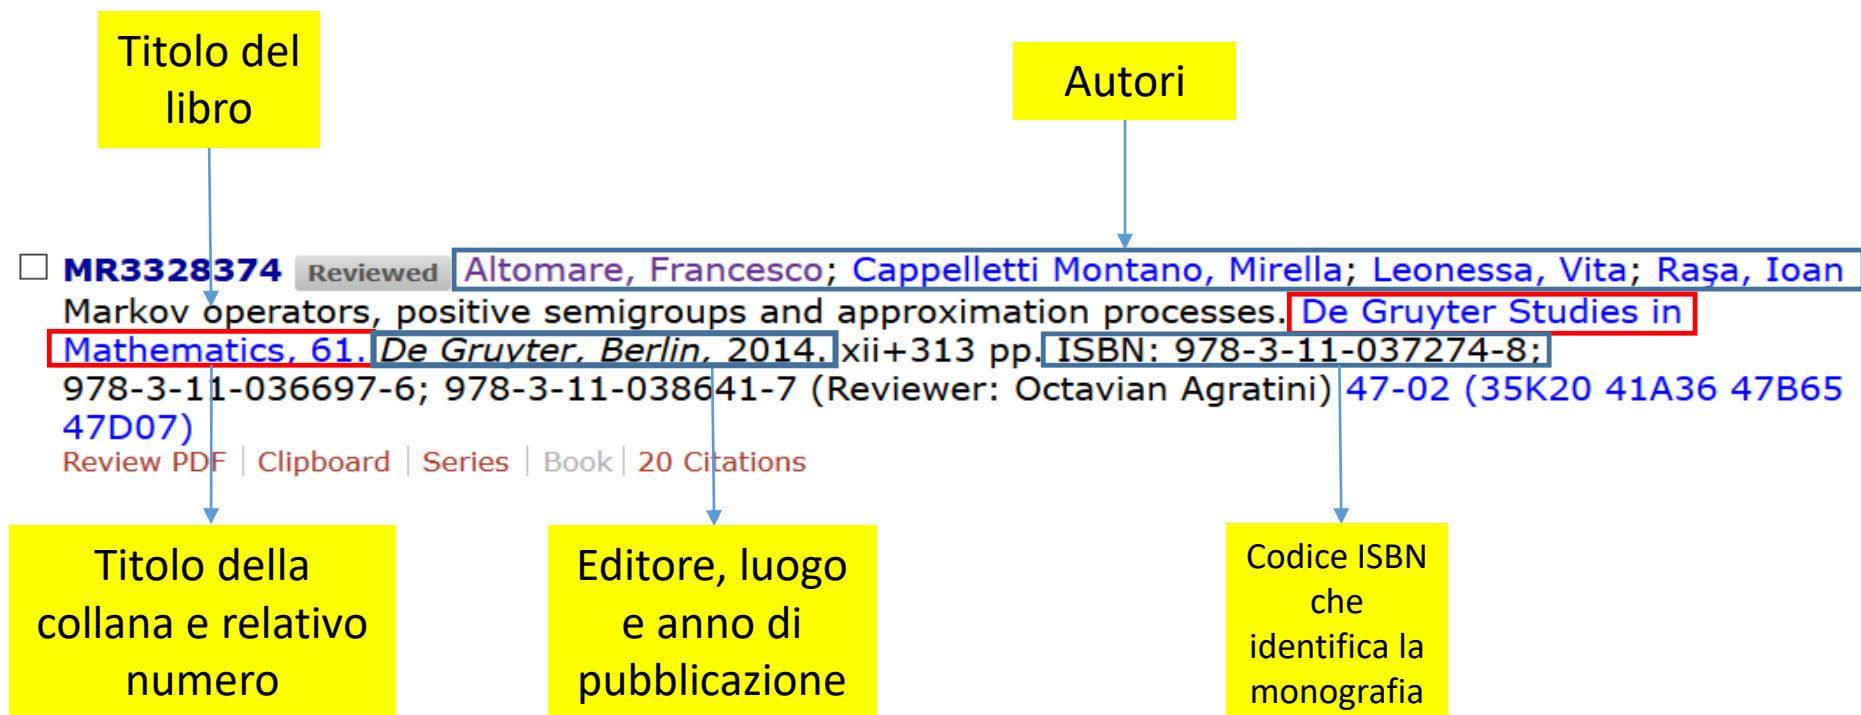 Titolo del
libro
Autori
MR3328374 Reviewed Altomare, Francesco; Cappelletti Montano, Mirella; Leonessa, Vita; Raşa, Ioan
Markov operators, positive semigroups and approximation processes. De Gruyter Studies in
Mathematics, 61. De Gruyter, Berlin, 2014. xii+313 pp. ISBN: 978-3-11-037274-8;
978-3-11-036697-6; 978-3-11-038641-7 (Reviewer: Octavian Agratini) 47-02 (35K20 41A36 47B65
47D07)
Review PDF | Clipboard | Series | Book | 20 Citations
Titolo della
collana e relativo
numero
Editore, luogo
e anno di
pubblicazione
Codice ISBN
che
identifica la
monografia